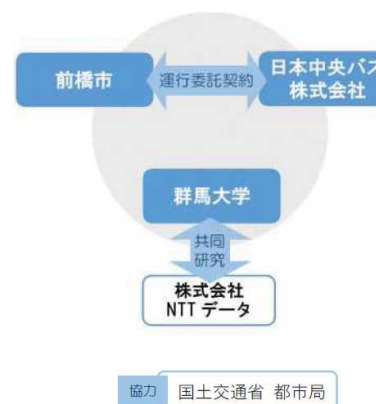 前橋市
運行委託契約
日本中央バス
株式会社
群馬大学
共同
研究
株式会社
NTT データ
協力
国土交通省 都市局